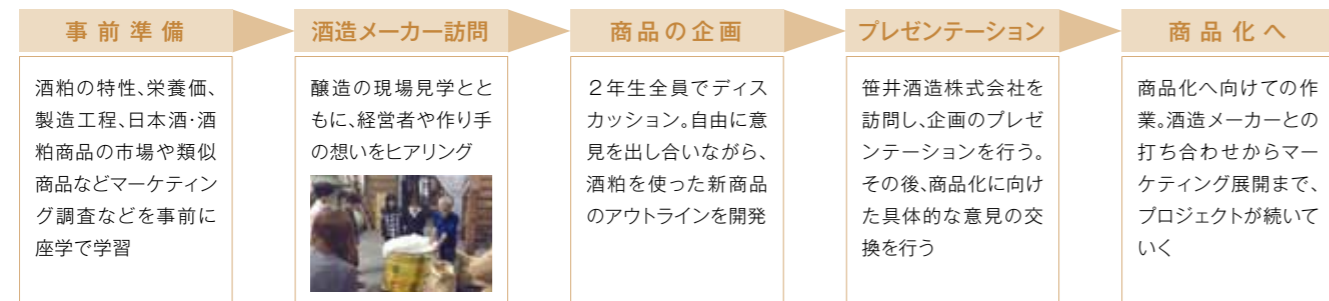 事前準備
酒粕の特性、栄養価、
製造工程、日本酒・酒
粕商品の市場や類似
商品などマーケティン
グ調査などを事前に
座学で学習
酒造メーカー訪問
醸造の現場見学とと
もに、経営者や作り手
の想いをヒアリング
商品の企画
２年生全員でディス
カッション。自由に意
見を出し合いながら、
酒粕を使った新商品
のアウトラインを開発
プレゼンテーション
笹井酒造株式会社を
訪問し、企画のプレゼ
ンテーションを行う。
その後、商品化に向け
た具体的な意見の交
換を行う
商品化へ
商品化へ向けての作
業。酒造メーカーとの
打ち合わせからマー
ケティング展開まで、
プロジェクトが続いて
いく